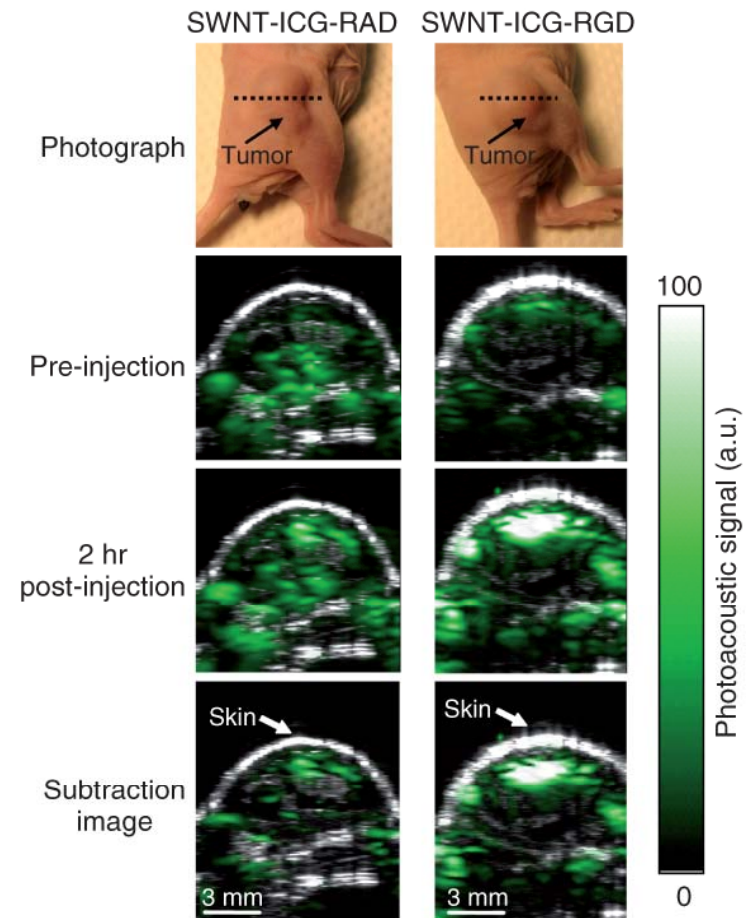 SWNT-ICG-RAD SWNT-ICG-RGD
Photograph
Tumor
Tumor
Pre-injection
2 hr
post-injection
Subtraction
image
Skin
Skin
3 mm
3 mm
100
Photoacoustic signal (a.u.)
0